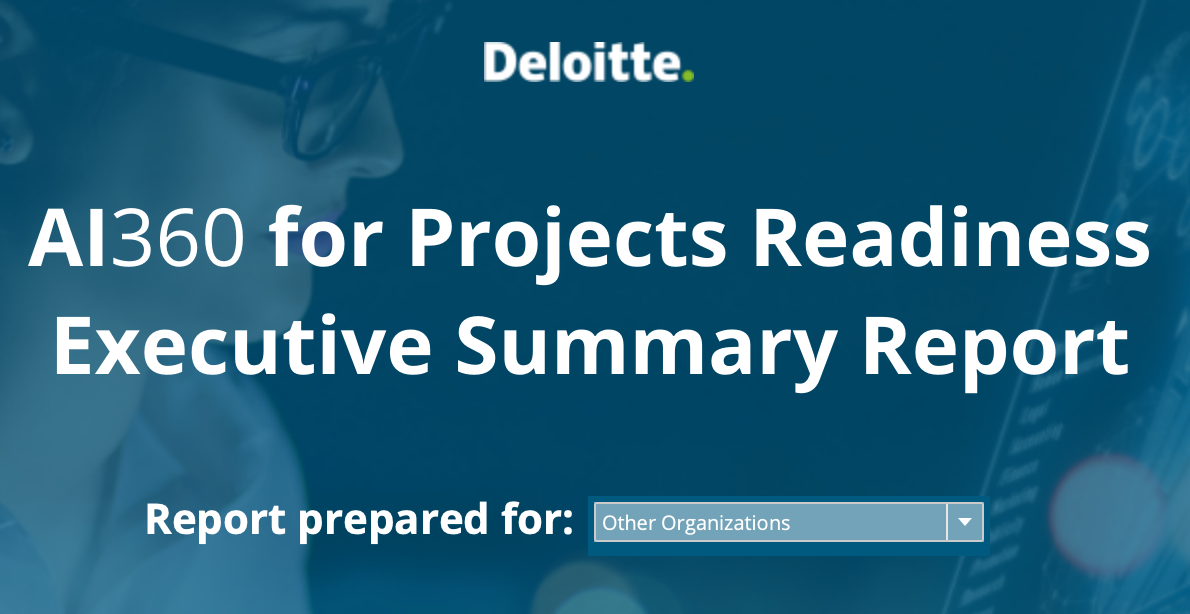 Deloitte.
AI360 for Projects Readiness
Executive Summary Report
Report prepared for: Other Organizations